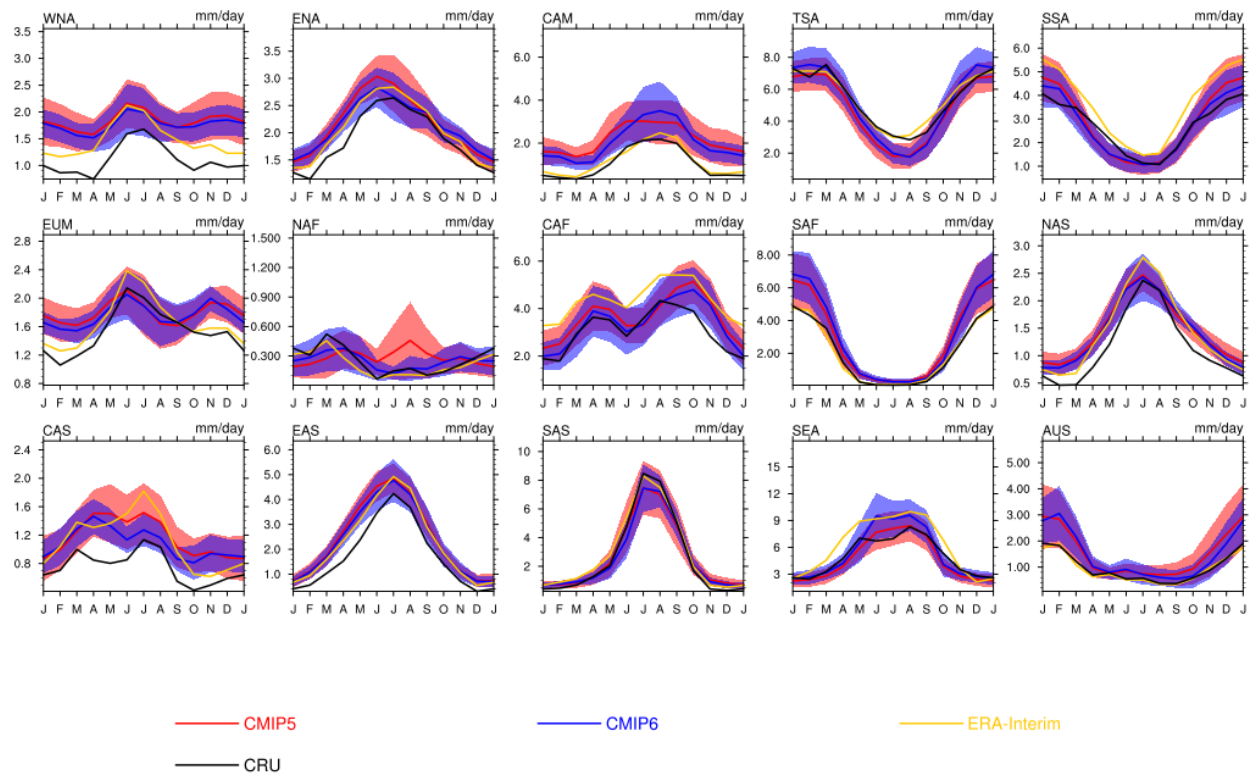 WNA mm/day ENA mm/day CAM mm/day TSA mm/day SSA mm/day
3.5 3.0 2.5 2.0 1.5 1.0
3.5 3.0 2.5 2.0 1.5
6.0 4.0 2.0
8.0 6.0 4.0 2.0
6.0 5.0 4.0 3.0 2.0 1.0
J F M A M J J A S O N D J J F M A M J J A S O N D J J F M A M J J A S O N D J J F M A M J J A S O N D J J F M A M J J A S O N D J
EUM mm/day NAF mm/day CAF mm/day SAF mm/day NAS mm/day
2.8 2.4 2.0 1.6 1.2 0.8
1.500 1.200 0.900 0.600 0.300
6.0 4.0 2.0
8.00 6.00 4.00 2.00
3.0 2.5 2.0 1.5 1.0 0.5
J F M A M J J A S O N D J J F M A M J J A S O N D J J F M A M J J A S O N D J J F M A M J J A S O N D J J F M A M J J A S O N D J
CAS mm/day EAS mm/day SAS mm/day SEA mm/day AUS mm/day
2.4 2.0 1.6 1.2 0.8
6.0 5.0 4.0 3.0 2.0 1.0
10 8 6 4 2
15 12 9 6 3
5.00 4.00 3.00 2.00 1.00
J F M A M J J A S O N D J J F M A M J J A S O N D J J F M A M J J A S O N D J J F M A M J J A S O N D J J F M A M J J A S O N D J
CMIP5 CMIP6 ERA-Interim
CRU